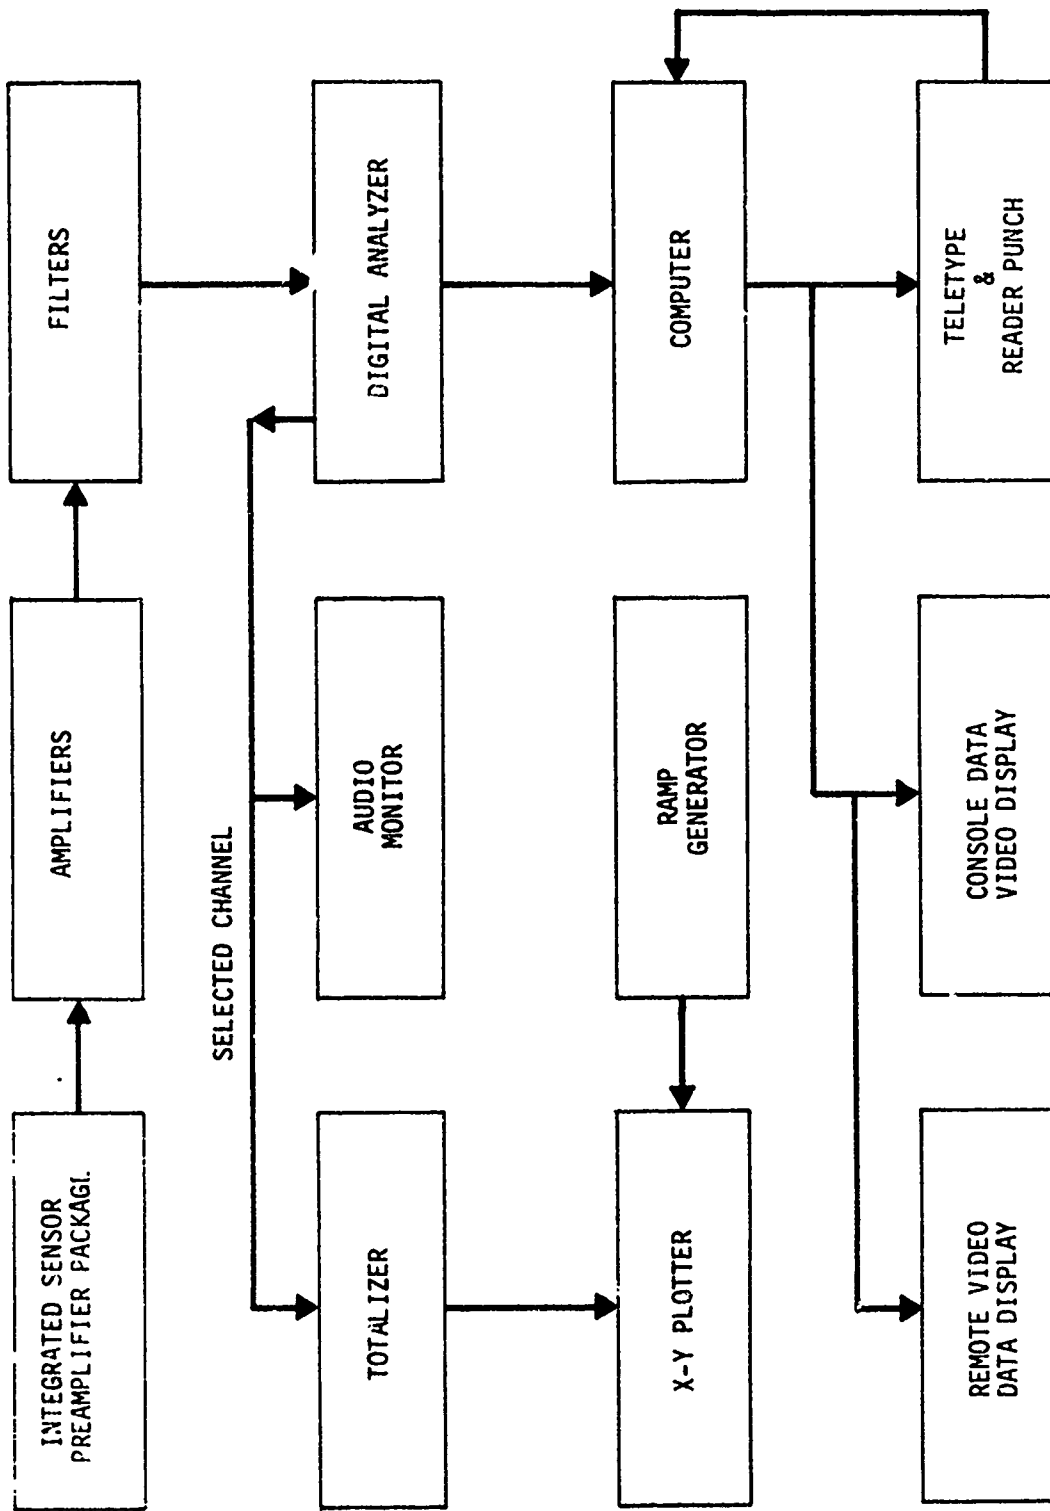 INTEGRATED SENSOR
PREAMPLIFIER PACKAGE
AMPLIFIERS
FILTERS
SELECTED CHANNEL
TOTALIZER
AUDIO
MONITOR
DIGITAL ANALYZER
X-Y PLOTTER
RAMP
GENERATOR
COMPUTER
REMOTE VIDEO
DATA DISPLAY
CONSOLE DATA
VIDEO DISPLAY
TELETYPE
&
READER PUNCH